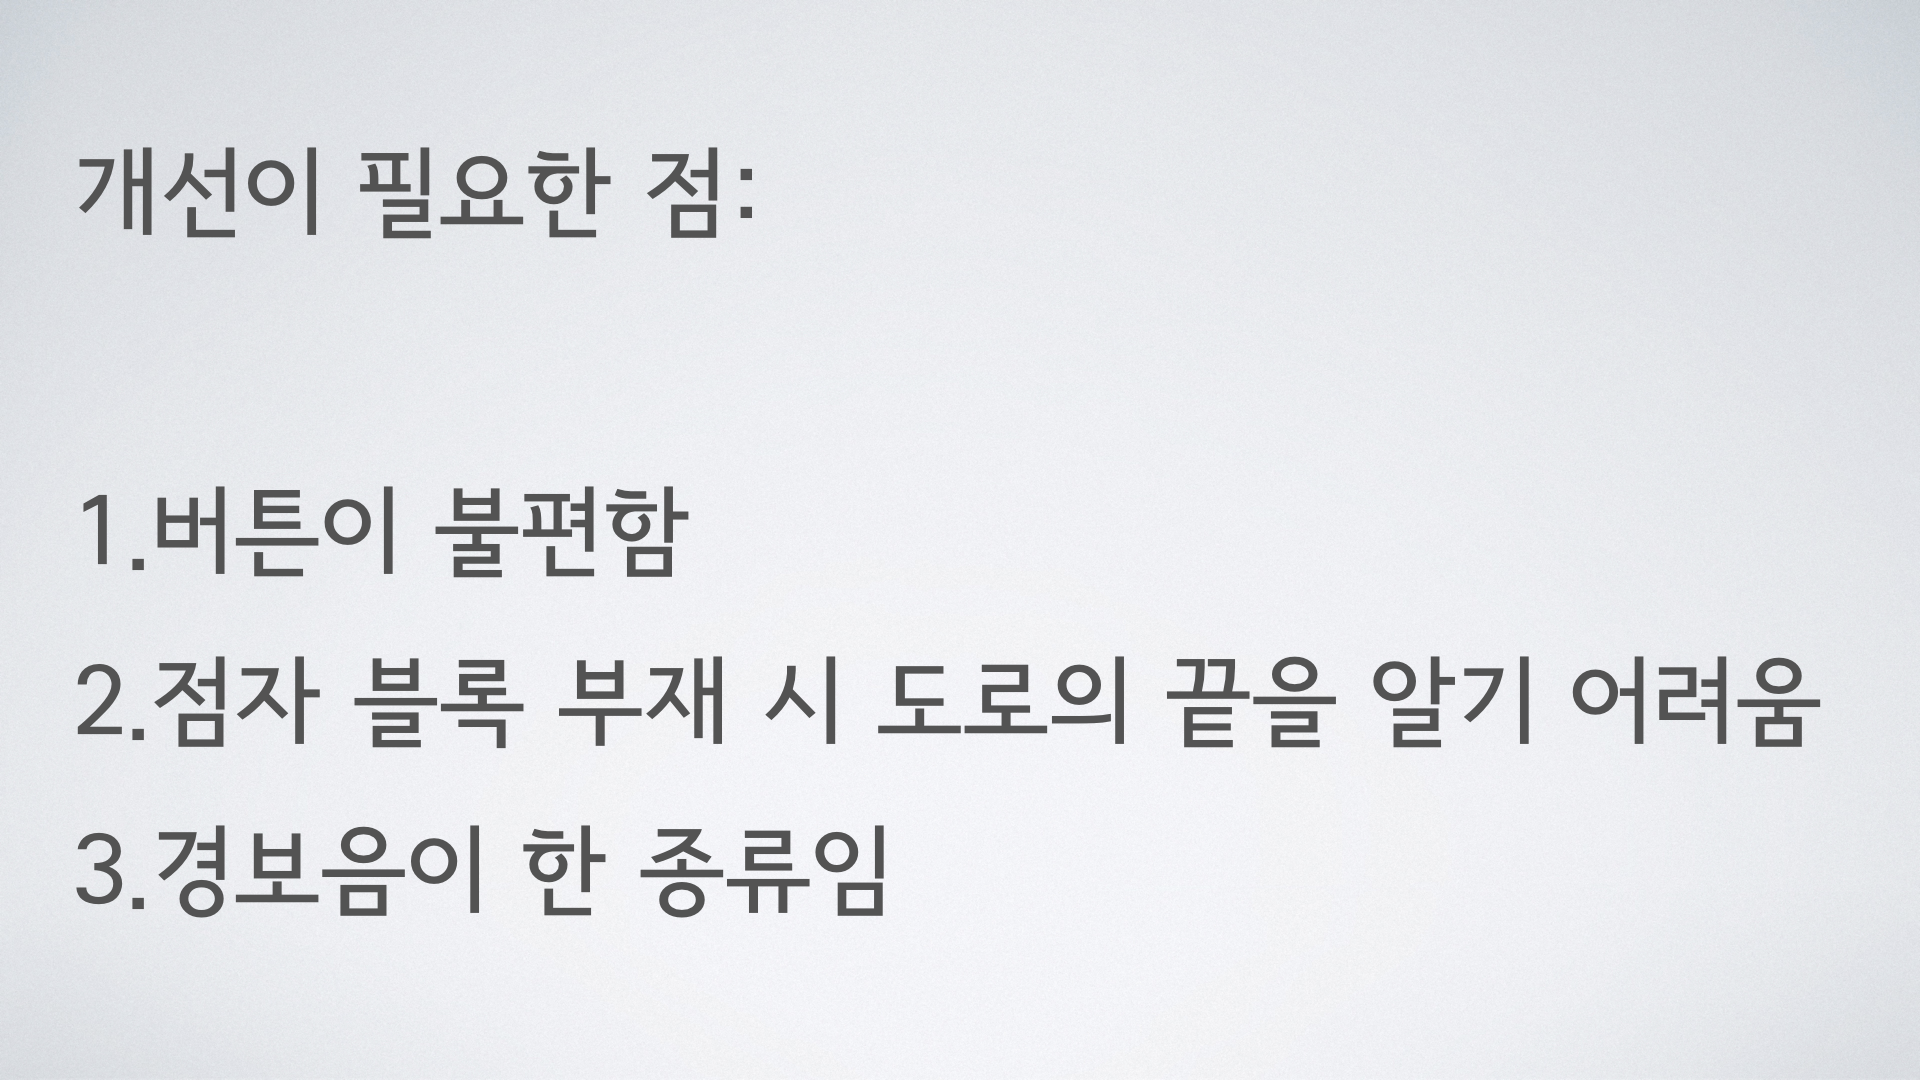 개선이 필요한 점:
1.버튼이 불편함
2.점자 블록 부재 시 도로의 끝을 알기 어려움
3.경보음이 한 종류임